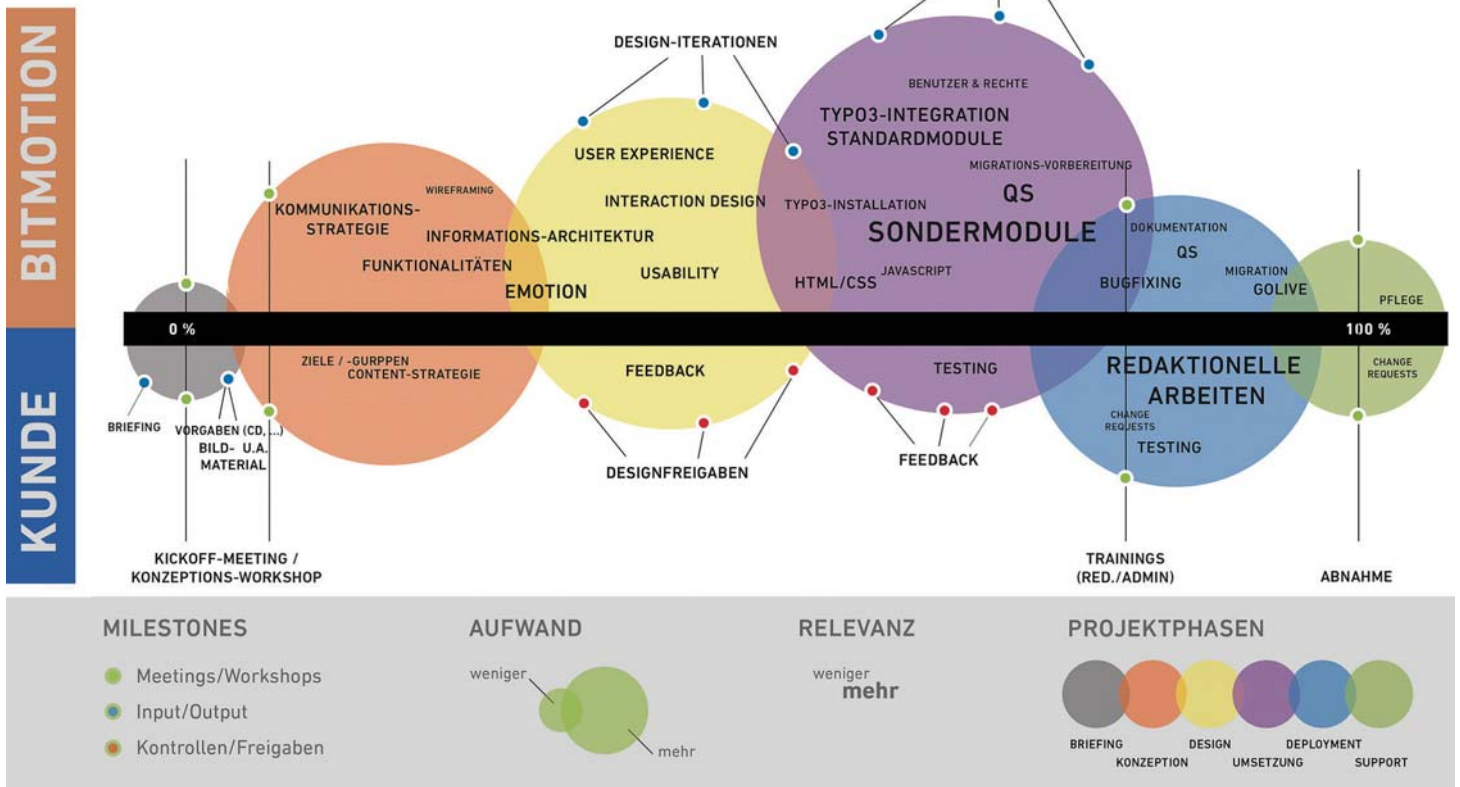 BITMOTION
KUNDE
DESIGN-ITERATIONEN
BENUTZER & RECHTE
TYPO3-INTEGRATION
STANDARDMODULE
USER EXPERIENCE
MIGRATIONS-VORBEREITUNG
WIREFRAMING
QS
INTERACTION DESIGN
TYPO3-INSTALLATION
KOMMUNIKATIONS-
STRATEGIE
SONDERMODULE
DOKUMENTATION
INFORMATIONS-ARCHITEKTUR
QS
FUNKTIONALITÄTEN
USABILITY
JAVASCRIPT
MIGRATION
HTML/CSS
BUGFIXING
GOLIVE
EMOTION
PFLEGE
0 %
100 %
ZIELE / -GURPPEN
CONTENT-STRATEGIE
FEEDBACK
TESTING
REDAKTIONELLE
ARBEITEN
CHANGE
REQUESTS
CHANGE
REQUESTS
TESTING
BRIEFING
VORGABEN (CD, ...)
BILD- U.A.
MATERIAL
DESIGNFREIGABEN
FEEDBACK
KICKOFF-MEETING /
KONZEPTIONS-WORKSHOP
TRAININGS
(RED./ADMIN)
ABNAHME
MILESTONES
Meetings/Workshops
Input/Output
Kontrollen/Freigaben
AUFWAND
weniger
mehr
RELEVANZ
weniger
mehr
PROJEKTPHASEN
BRIEFING
KONZEPTION
DESIGN
UMSETZUNG
DEPLOYMENT
SUPPORT